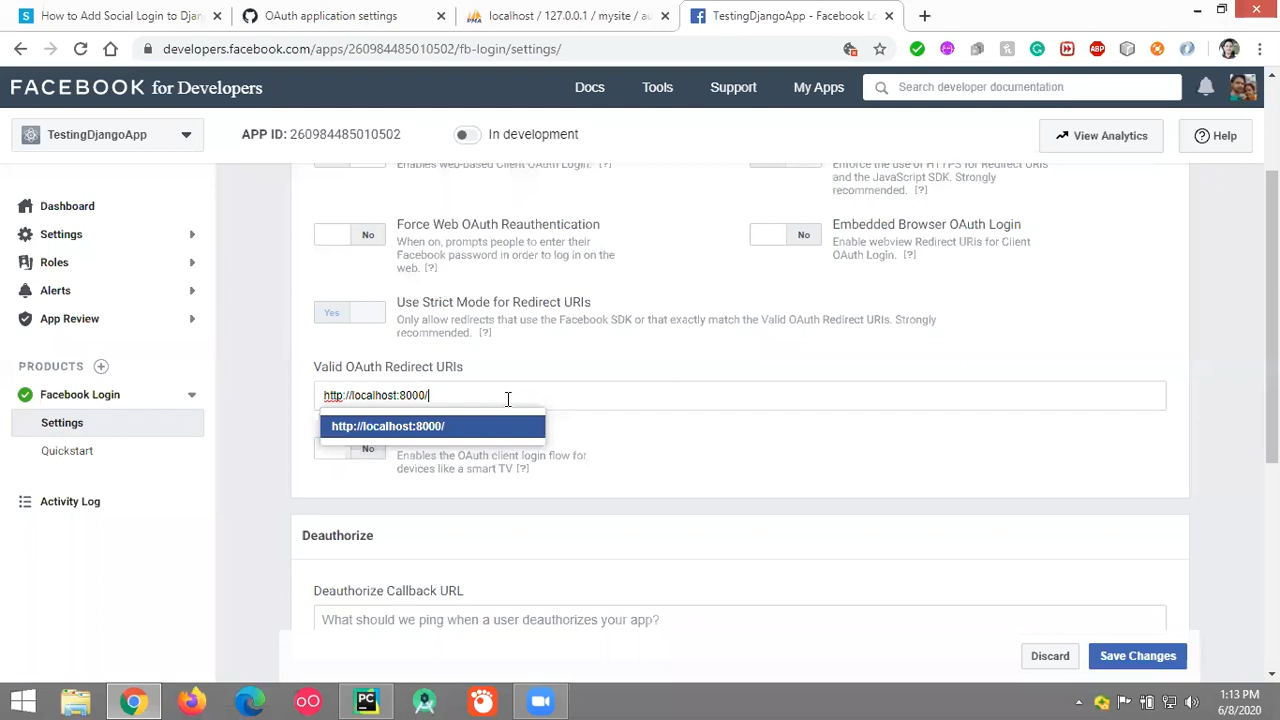 How to Add Social Login to Djan
OAuth application settings
localhost / 127.0.0.1 / mysite / au
TestingDjangoApp - Facebook Lo
developers.facebook.com/apps/260984485010502/fb-login/settings/
FACEBOOK for Developers
Docs
Tools
Support
My Apps
Search developer documentation
TestingDjangoApp
APP ID: 260984485010502
In development
View Analytics
Help
Enables web-based Client OAuth Login. [?]
Enforce the use of HTTPS for Redirect URIs
and the JavaScript SDK. Strongly
recommended. [?]
Dashboard
Settings
Roles
Alerts
App Review
PRODUCTS
Facebook Login
Settings
Quickstart
Activity Log
No
Force Web OAuth Reauthentication
When on, prompts people to enter their
Facebook password in order to log in on the
web. [?]
No
Embedded Browser OAuth Login
Enable webview Redirect URIs for Client
OAuth Login. [?]
Yes
Use Strict Mode for Redirect URIs
Only allow redirects that use the Facebook SDK or that exactly match the Valid OAuth Redirect URIs. Strongly
recommended. [?]
Valid OAuth Redirect URIs
http://localhost:8000/
http://localhost:8000/
No
Enables the OAuth client login flow for
devices like a smart TV [?]
Deauthorize
Deauthorize Callback URL
What should we ping when a user deauthorizes your app?
Discard
Save Changes
1:13 PM
6/8/2020